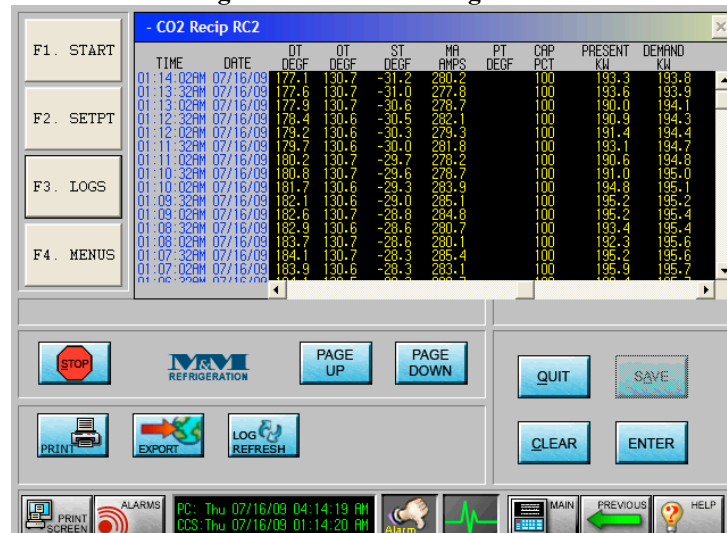 - CO2 Recip RC2
F1. START
F2. SETPT
F3. LOGS
F4. MENUS
DT OT ST MA PT CAP PRESENT DEMAND
TIME DATE DEGF DEGF DEGF AMPS DEGF PCT KW KW
01:14:02AM 07/16/09 177.1 130.7 -31.2 280.2 100 193.3 193.8
01:13:32AM 07/16/09 177.6 130.6 -31.0 277.8 100 193.6 193.9
01:13:02AM 07/16/09 177.9 130.7 -30.6 278.7 100 190.0 194.1
01:12:32AM 07/16/09 178.4 130.6 -30.5 282.1 100 190.9 194.3
01:12:02AM 07/16/09 179.2 130.6 -30.3 279.3 100 191.4 194.4
01:11:32AM 07/16/09 179.7 130.6 -30.0 281.8 100 193.1 194.7
01:11:02AM 07/16/09 180.2 130.7 -29.7 278.2 100 190.6 194.8
01:10:32AM 07/16/09 180.8 130.7 -29.6 278.7 100 191.0 195.0
01:10:02AM 07/16/09 181.7 130.6 -29.3 283.9 100 194.8 195.1
01:09:32AM 07/16/09 182.1 130.6 -29.0 285.1 100 195.2 195.2
01:09:02AM 07/16/09 182.6 130.7 -28.8 284.8 100 195.2 195.4
01:08:32AM 07/16/09 182.9 130.6 -28.6 280.7 100 193.4 195.4
01:08:02AM 07/16/09 183.7 130.7 -28.6 280.1 100 192.3 195.6
01:07:32AM 07/16/09 184.1 130.7 -28.3 285.4 100 195.2 195.6
01:07:02AM 07/16/09 183.9 130.6 -28.3 283.1 100 195.9 195.7
01:06:32AM 07/16/09
STOP
M&M
REFRIGERATION
PAGE UP
PAGE DOWN
QUIT
SAVE
PRINT
EXPORT
LOG REFRESH
CLEAR
ENTER
PRINT SCREEN
ALARMS
PC: Thu 07/16/09 04:14:19 AM
CCS:Thu 07/16/09 01:14:20 AM
Alarm
MAIN
PREVIOUS
HELP